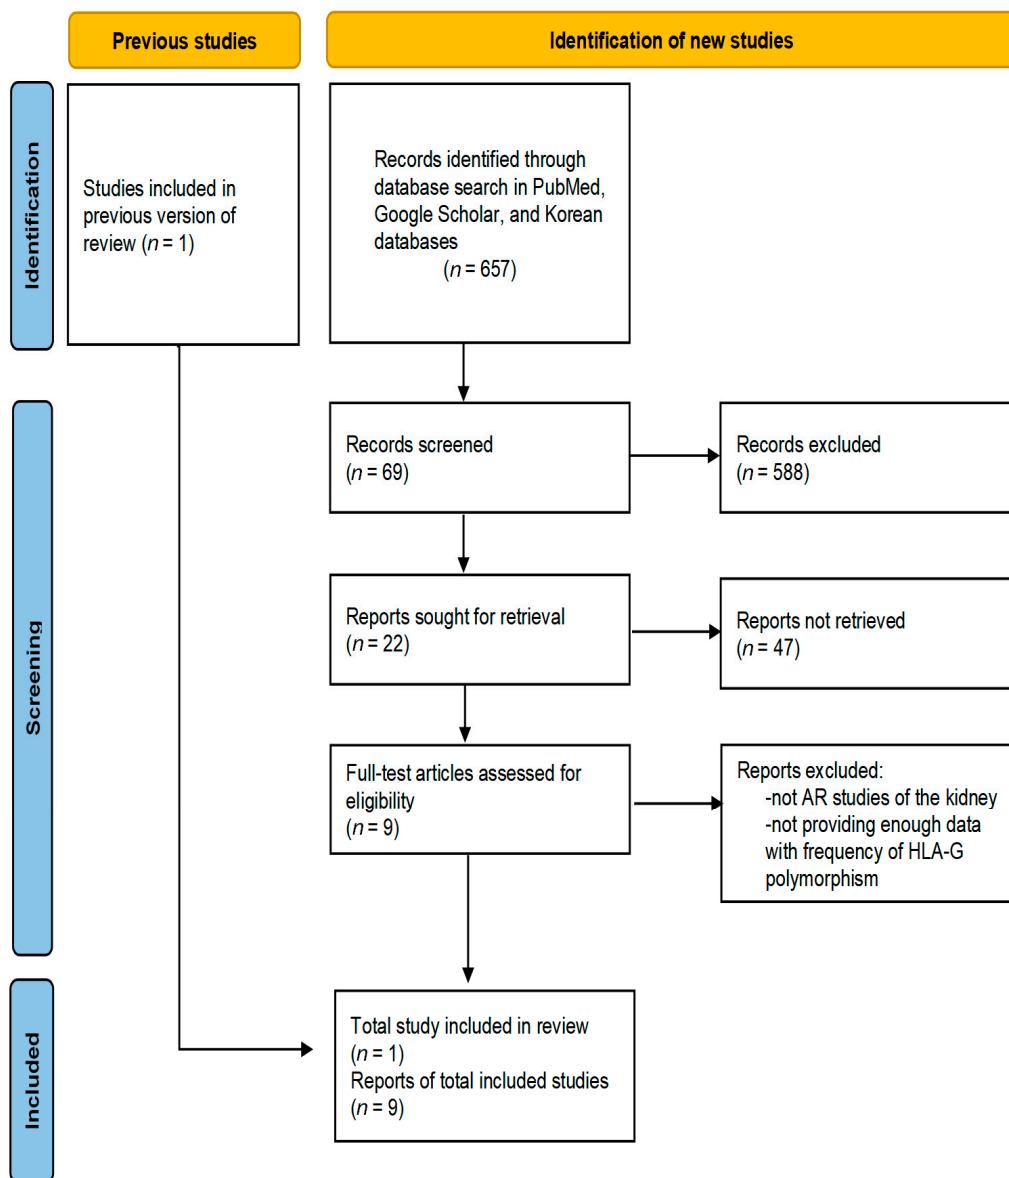 Previous studies
Identification of new studies
Identification
Studies included in
previous version of
review (n = 1)
Records identified through
database search in PubMed,
Google Scholar, and Korean
databases
(n = 657)
Screening
Records screened
(n = 69)
Records excluded
(n = 588)
Reports sought for retrieval
(n = 22)
Reports not retrieved
(n = 47)
Full-test articles assessed for
eligibility
(n = 9)
Reports excluded:
-not AR studies of the kidney
-not providing enough data
with frequency of HLA-G
polymorphism
Included
Total study included in review
(n = 1)
Reports of total included studies
(n = 9)